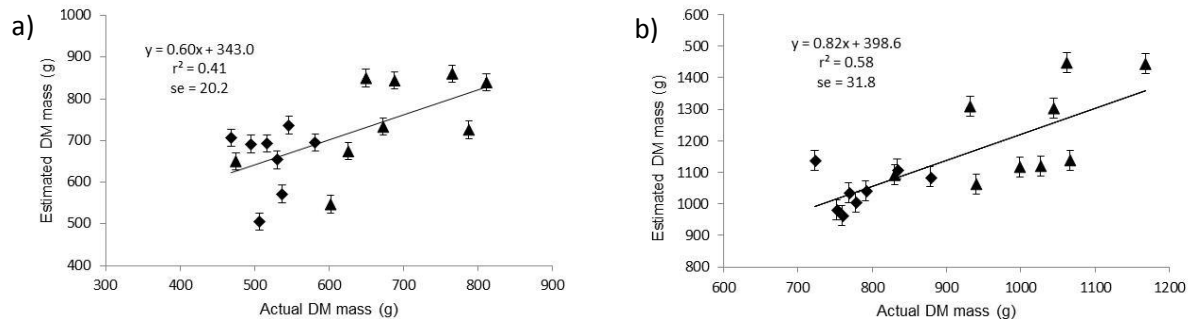 a)
1000
900
800
700
600
500
400
300 400 500 600 700 800 900
Estimated DM mass (g)
Actual DM mass (g)
y = 0.60x + 343.0
r² = 0.41
se = 20.2
b)
.600
1500
1400
1300
1200
1100
1000
900
800
600 700 800 900 1000 1100 1200
Estimated DM mass (g)
Actual DM mass (g)
y = 0.82x + 398.6
r² = 0.58
se = 31.8